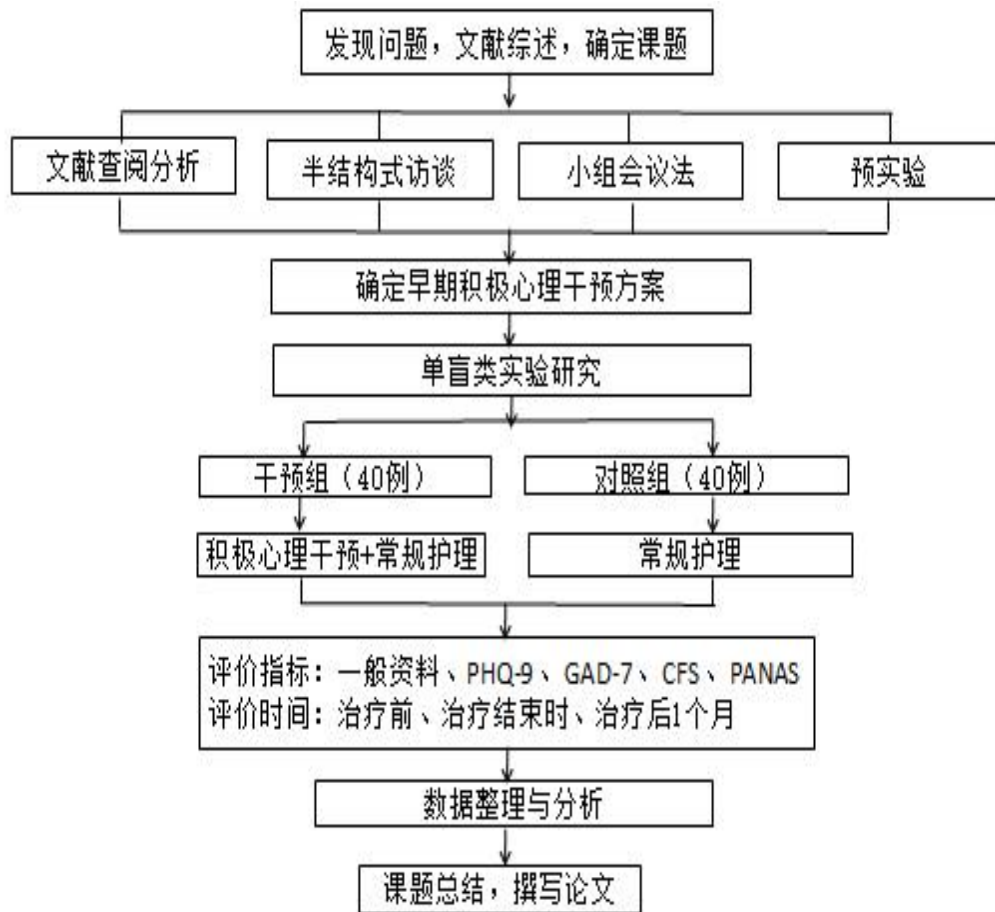 发现问题，文献综述，确定课题
文献查阅分析
半结构式访谈
小组会议法
预实验
确定早期积极心理干预方案
单盲类实验研究
干预组（40例）
对照组（40例）
积极心理干预+常规护理
常规护理
评价指标：一般资料、PHQ-9、GAD-7、CFS、PANAS
评价时间：治疗前、治疗结束时、治疗后1个月
数据整理与分析
课题总结，撰写论文